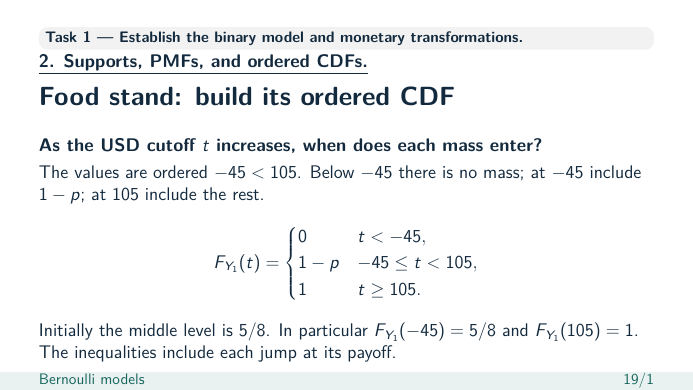 Task 1 — Establish the binary model and monetary transformations.
2. Supports, PMFs, and ordered CDFs.
Food stand: build its ordered CDF
As the USD cutoff t increases, when does each mass enter?
The values are ordered −45 < 105. Below −45 there is no mass; at −45 include
1 − p; at 105 include the rest.
F_{Y_1}(t) = { 0 t < −45,
1 − p −45 ≤ t < 105,
1 t ≥ 105.
Initially the middle level is 5/8. In particular F_{Y_1}(−45) = 5/8 and F_{Y_1}(105) = 1.
The inequalities include each jump at its payoff.
Bernoulli models 19/1